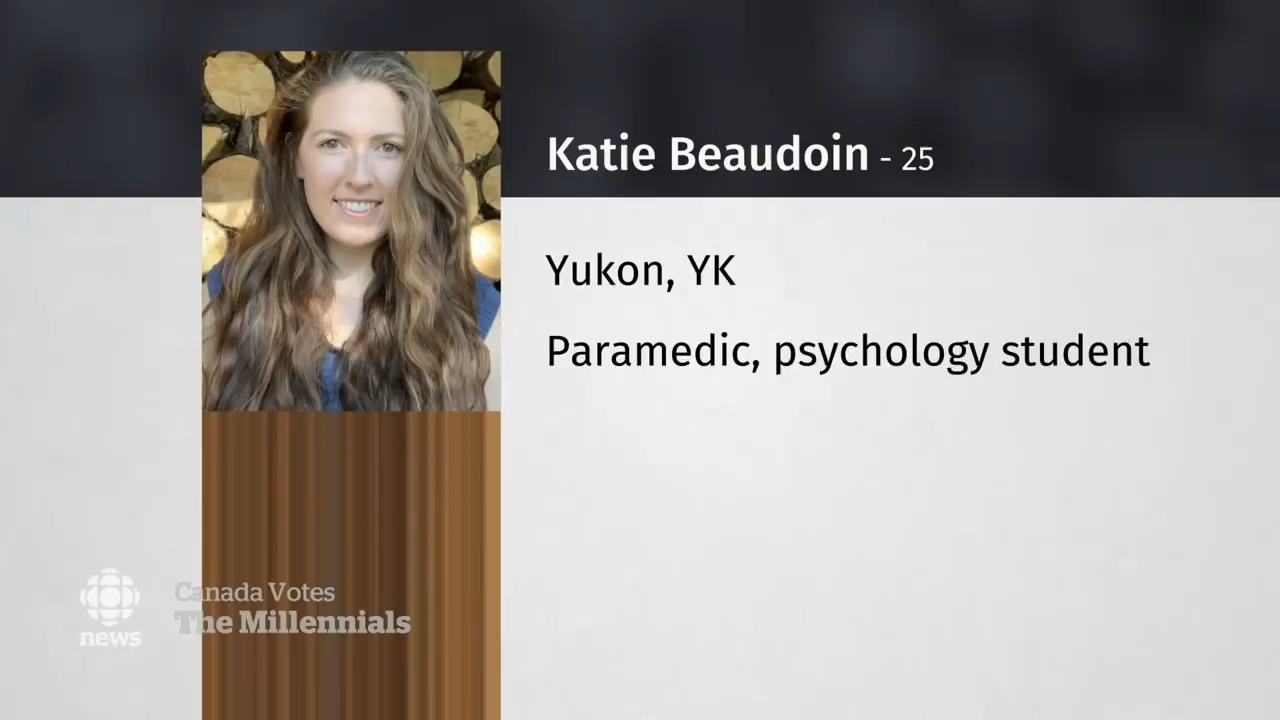 Katie Beaudoin - 25
Yukon, YK
Paramedic, psychology student
Canada Votes
The Millennials
news